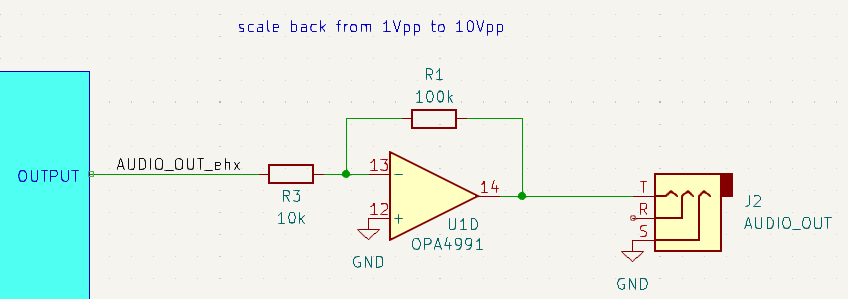 scale back from 1Vpp to 10Vpp
R1
100k
OUTPUT
AUDIO_OUT_ehx
R3
10k
13
-
12
+
14
U1D
OPA4991
GND
T
R
S
J2
AUDIO_OUT
GND